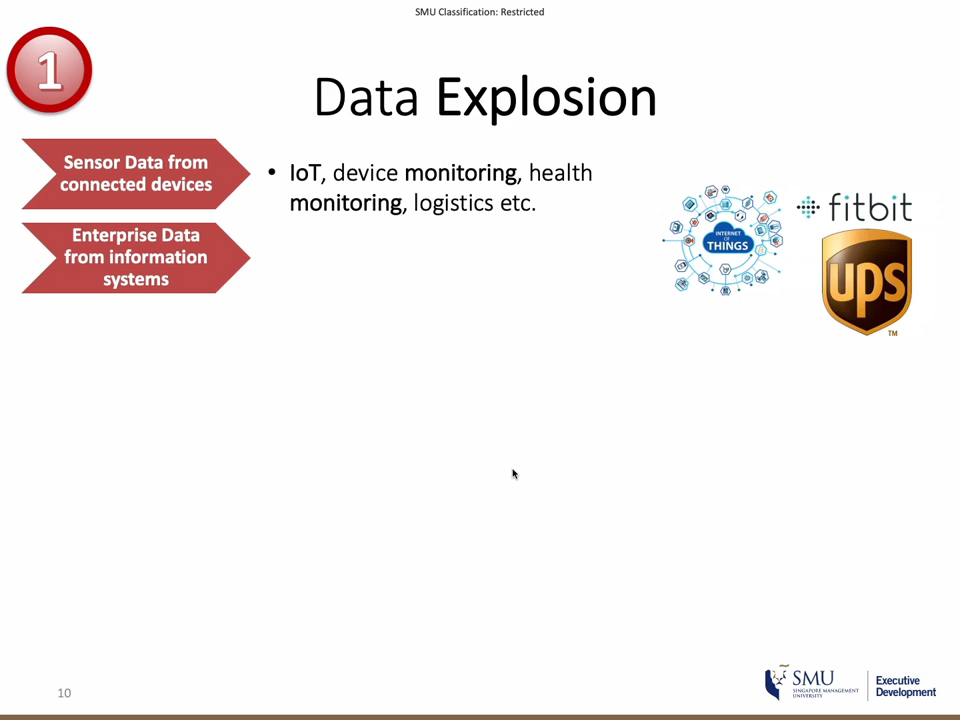 SMU Classification: Restricted
1
Data Explosion
Sensor Data from
connected devices
• IoT, device monitoring, health
monitoring, logistics etc.
Enterprise Data
from information
systems
INTERNET
OF
THINGS
fitbit
ups
TM
10
SMU
SINGAPORE MANAGEMENT
UNIVERSITY
Executive
Development